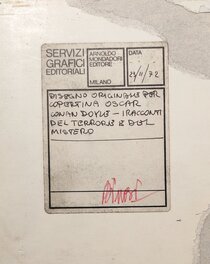 SERVIZI
GRAFICI
EDITORIALI
ARNOLDO
MONDADORI
EDITORE
MILANO
DATA
29/11/72
DISEGNO ORIGINALE PER
COPERTINA OSCAR
CONAN DOYLE - I RACCONTI
DEL TERRORE E DEL
MISTERO